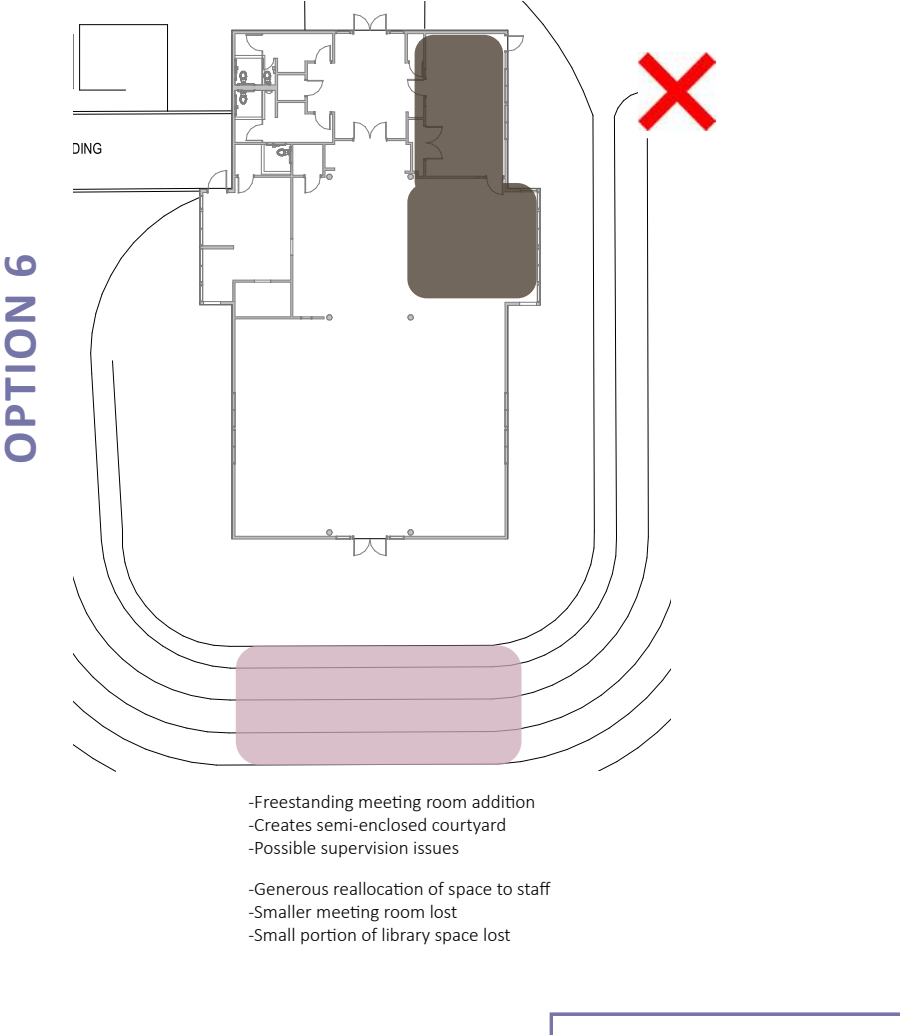 OPTION 6
DING
-Freestanding meeting room addition
-Creates semi-enclosed courtyard
-Possible supervision issues
-Generous reallocation of space to staff
-Smaller meeting room lost
-Small portion of library space lost